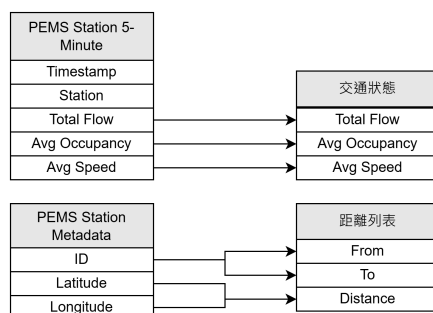 PEMS Station 5-
Minute
Timestamp
Station
Total Flow
Avg Occupancy
Avg Speed
交通狀態
Total Flow
Avg Occupancy
Avg Speed
PEMS Station
Metadata
ID
Latitude
Longitude
距離列表
From
To
Distance